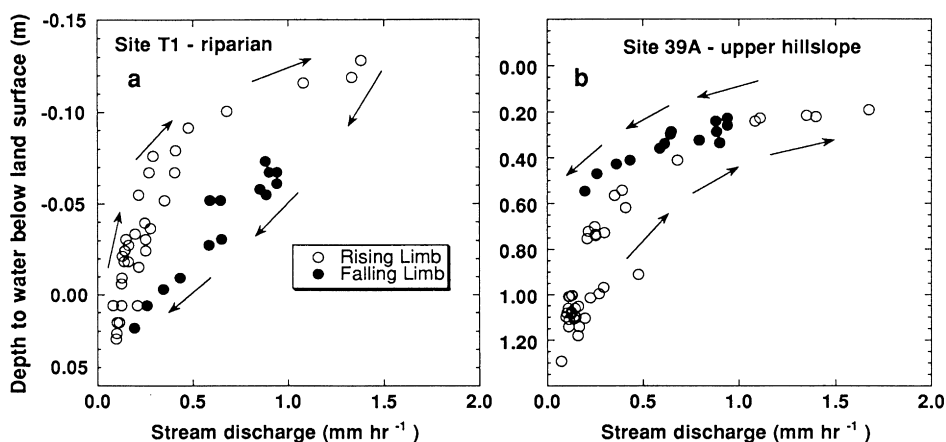 Depth to water below land surface (m)
-0.15
-0.10
-0.05
0.00
0.05
Site T1 - riparian
a
Rising Limb
Falling Limb
0.0
0.5
1.0
1.5
2.0
Stream discharge (mm hr -1)
Site 39A - upper hillslope
b
0.00
0.20
0.40
0.60
0.80
1.00
1.20
0.0
0.5
1.0
1.5
2.0
Stream discharge (mm hr -1)